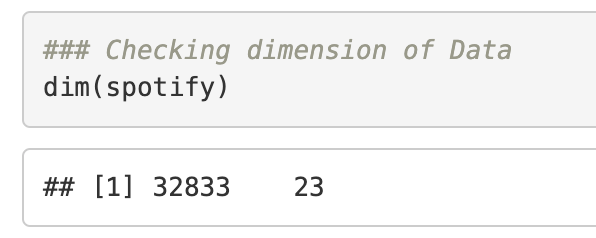 ### Checking dimension of Data
dim(spotify)
## [1] 32833    23